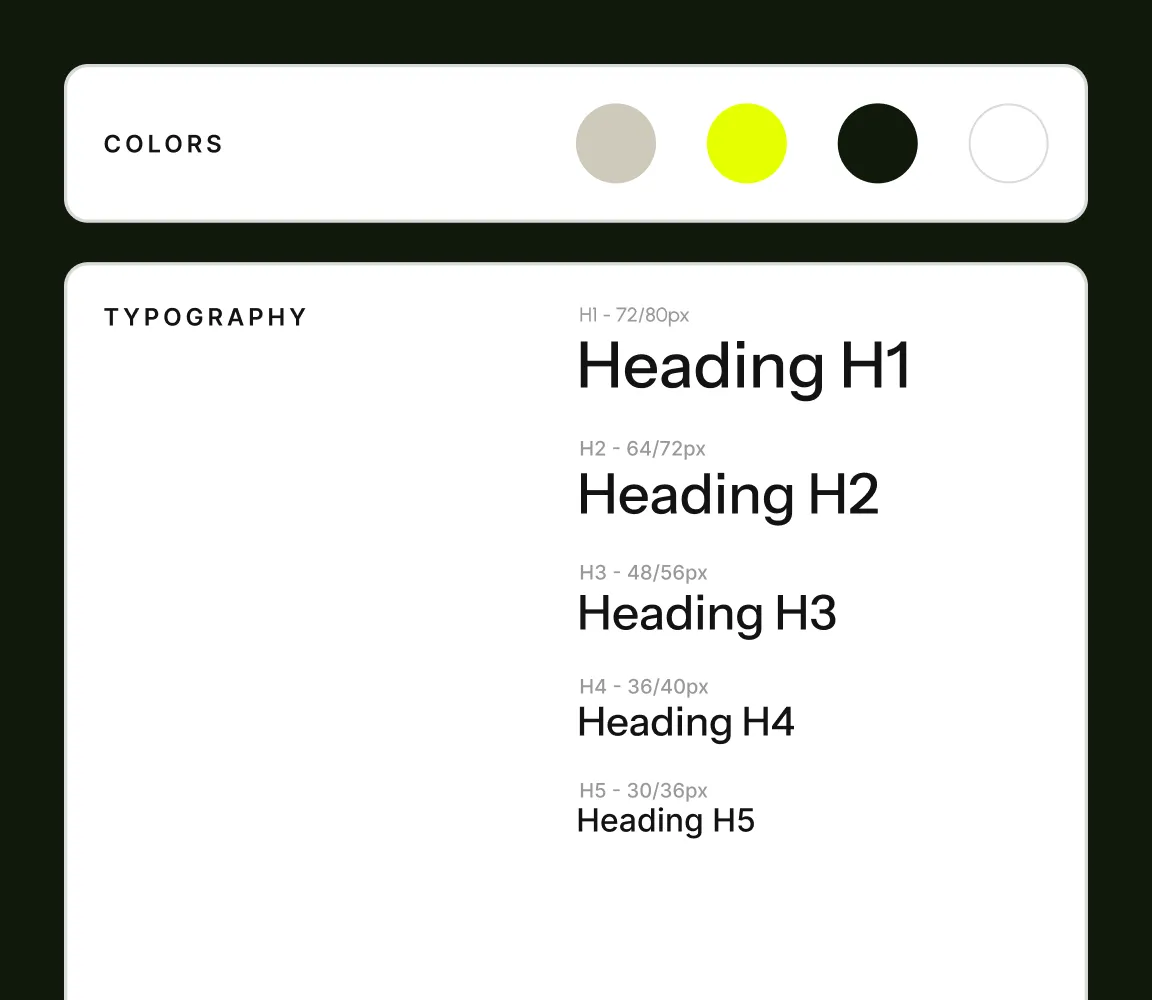 COLORS
TYPOGRAPHY
H1 - 72/80px
Heading H1
H2 - 64/72px
Heading H2
H3 - 48/56px
Heading H3
H4 - 36/40px
Heading H4
H5 - 30/36px
Heading H5